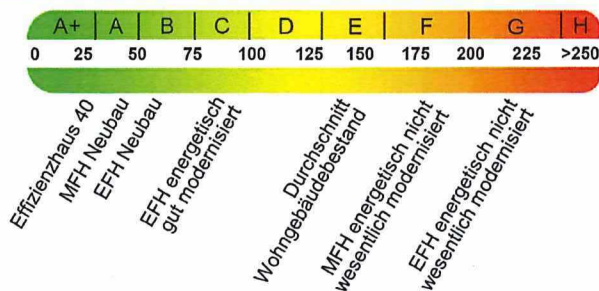 A+ A B C D E F G H
0 25 50 75 100 125 150 175 200 225 >250
Effizienzhaus 40
MFH Neubau
EFH Neubau
EFH energetisch
gut modernisiert
Durchschnitt
Wohngebäudebestand
MFH energetisch nicht
wesentlich modernisiert
EFH energetisch nicht
wesentlich modernisiert